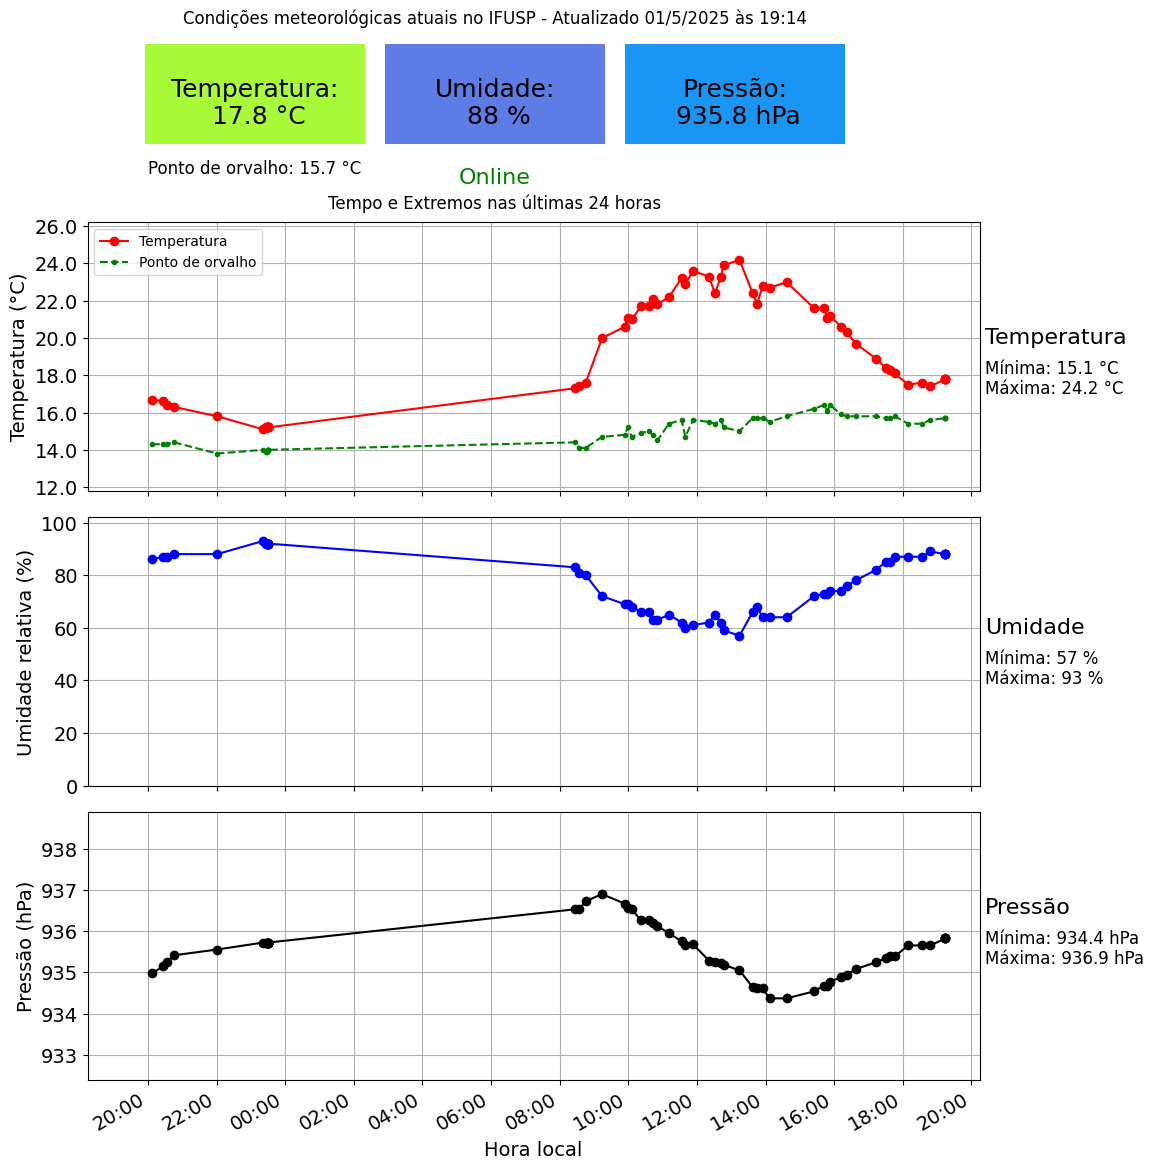 Condições meteorológicas atuais no IFUSP - Atualizado 01/5/2025 às 19:14
Temperatura:
17.8 °C
Umidade:
88 %
Pressão:
935.8 hPa
Ponto de orvalho: 15.7 °C
Online
Tempo e Extremos nas últimas 24 horas
Temperatura (°C)
26.0
24.0
22.0
20.0
18.0
16.0
14.0
12.0
Temperatura
Ponto de orvalho
Temperatura
Mínima: 15.1 °C
Máxima: 24.2 °C
Umidade relativa (%)
100
80
60
40
20
0
Umidade
Mínima: 57 %
Máxima: 93 %
Pressão (hPa)
938
937
936
935
934
933
Pressão
Mínima: 934.4 hPa
Máxima: 936.9 hPa
20:00 22:00 00:00 02:00 04:00 06:00 08:00 10:00 12:00 14:00 16:00 18:00 20:00
Hora local